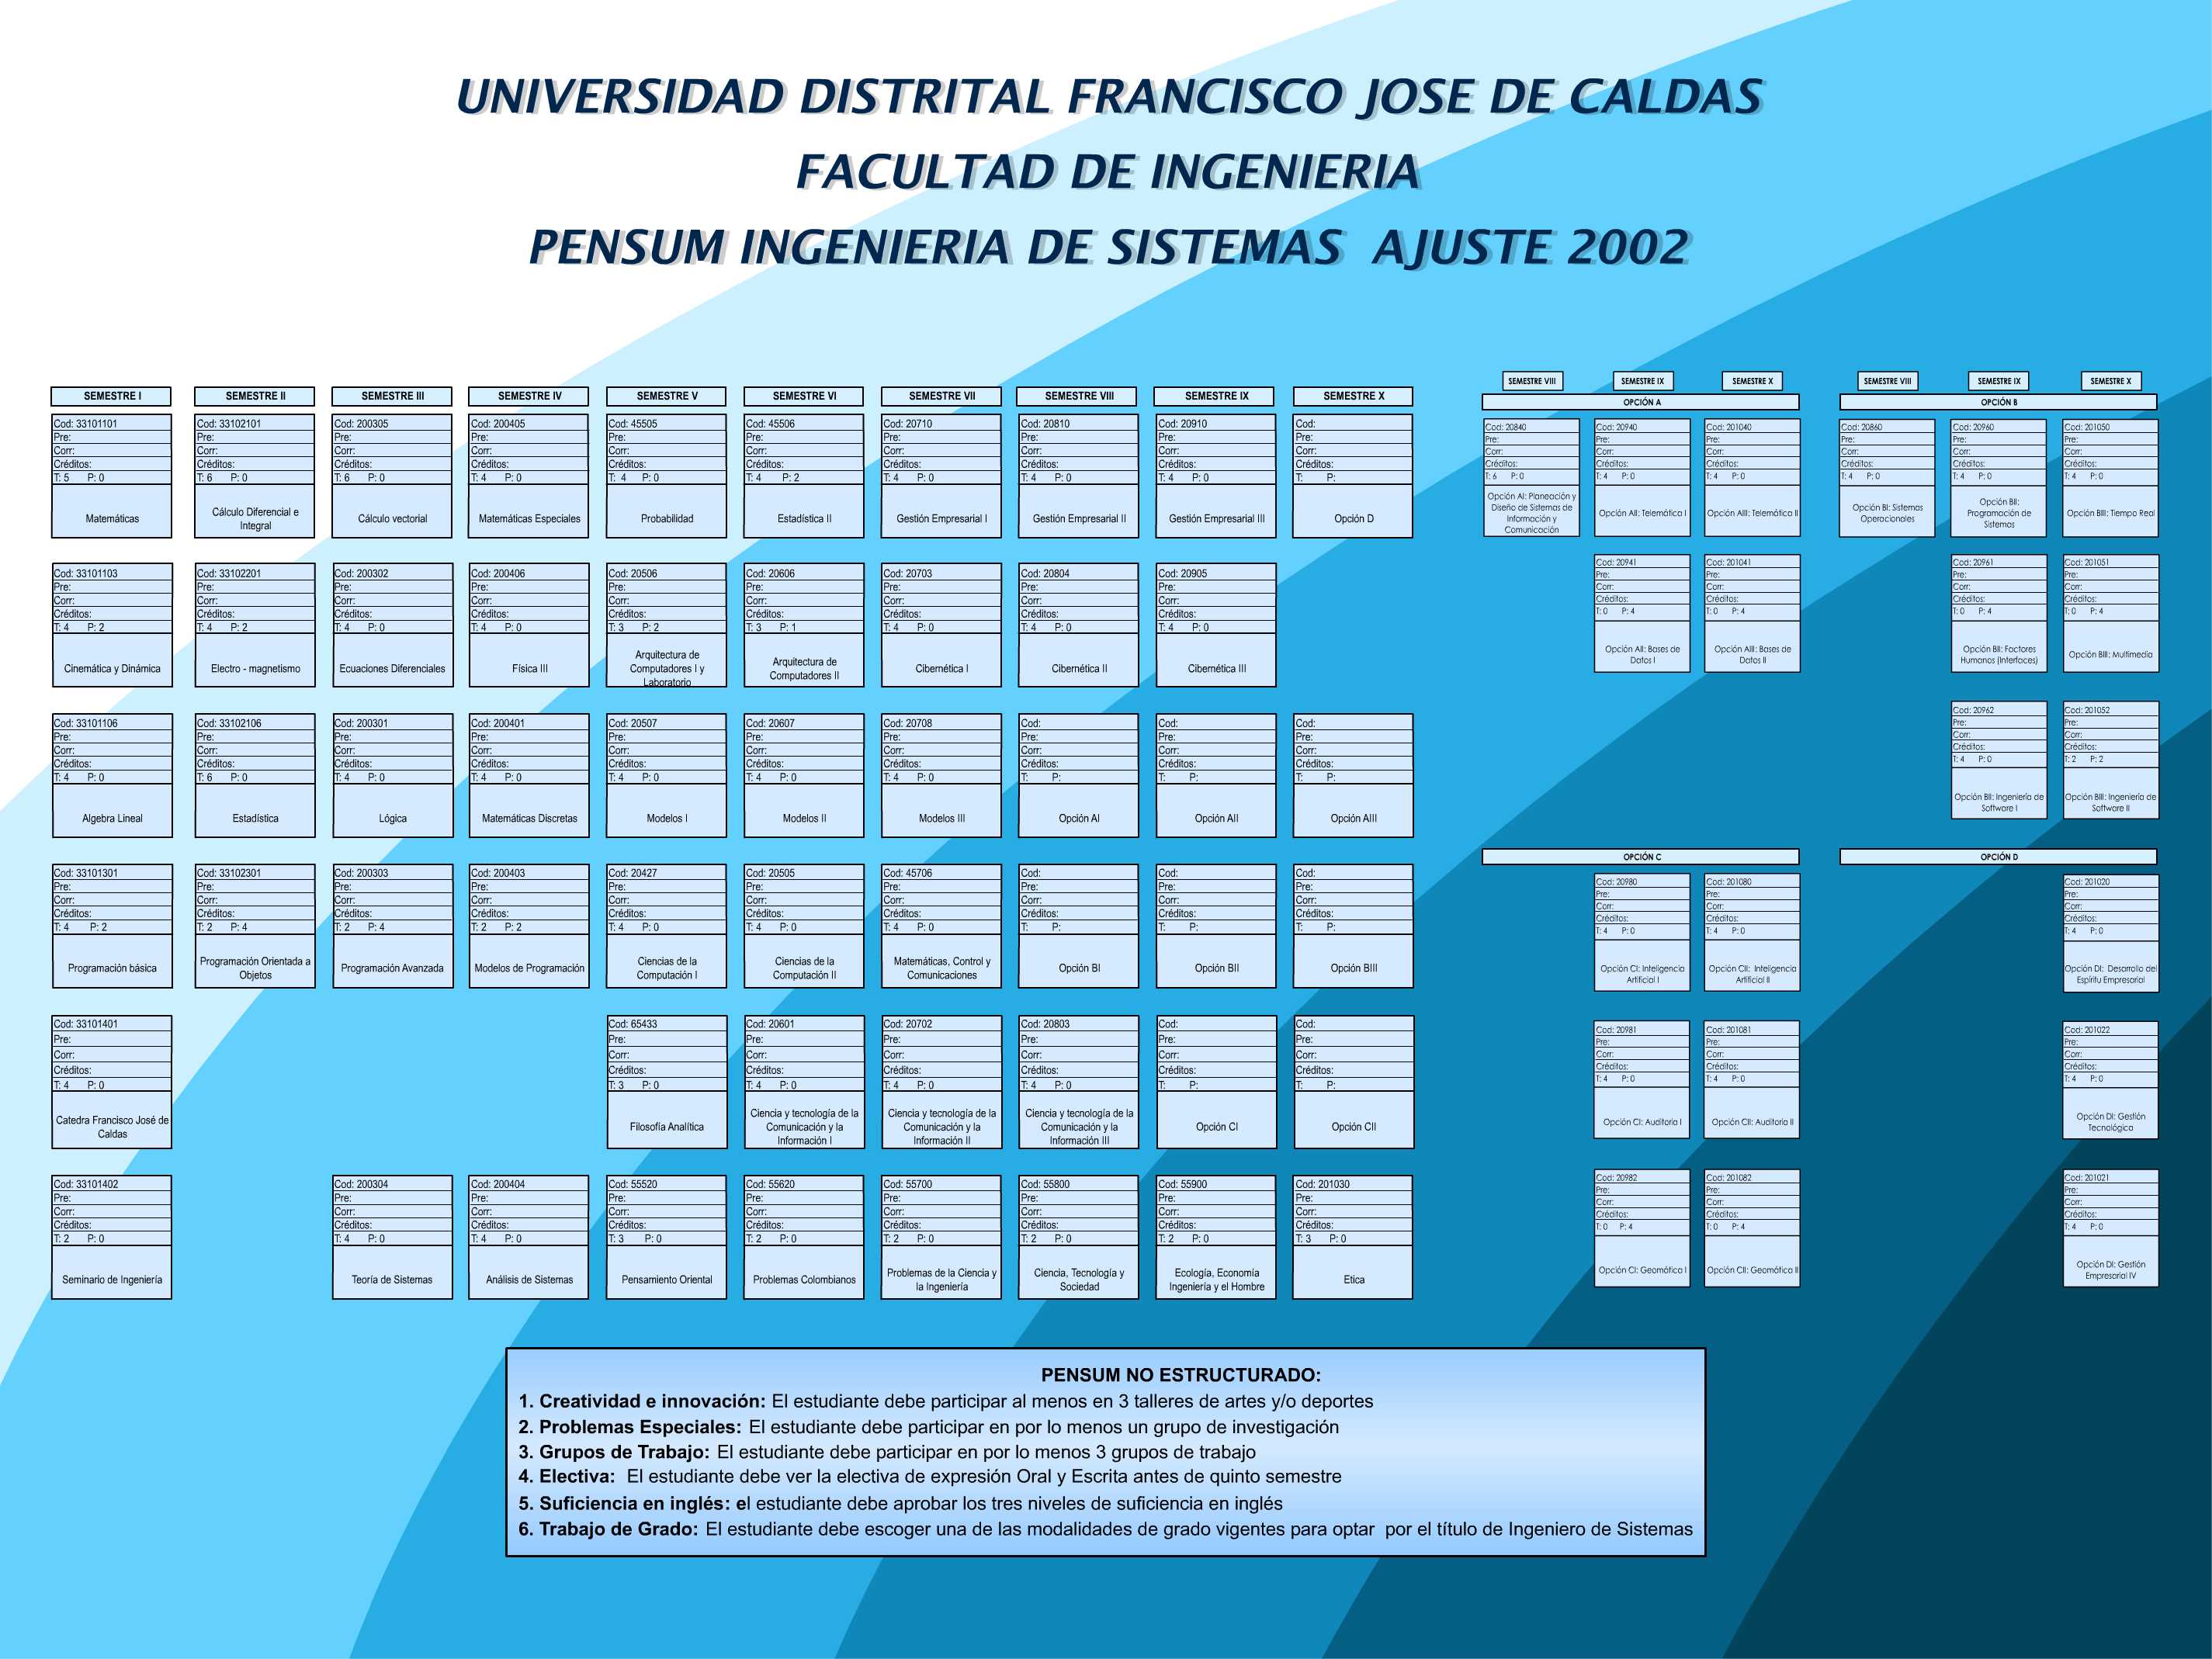 UNIVERSIDAD DISTRITAL FRANCISCO JOSE DE CALDAS
FACULTAD DE INGENIERIA
PENSUM INGENIERIA DE SISTEMAS AJUSTE 2002
SEMESTRE I
Cod: 33101101
Pre:
Corr:
Créditos:
T: 5 P: 0
Matemáticas
Cod: 33101103
Pre:
Corr:
Créditos:
T: 4 P: 2
Cinemática y Dinámica
Cod: 33101106
Pre:
Corr:
Créditos:
T: 4 P: 0
Algebra Lineal
Cod: 33101301
Pre:
Corr:
Créditos:
T: 4 P: 2
Programación básica
Cod: 33101401
Pre:
Corr:
Créditos:
T: 4 P: 0
Catedra Francisco José de
Caldas
Cod: 33101402
Pre:
Corr:
Créditos:
T: 2 P: 0
Seminario de Ingeniería
SEMESTRE II
Cod: 33102101
Pre:
Corr:
Créditos:
T: 6 P: 0
Cálculo Diferencial e
Integral
Cod: 33102201
Pre:
Corr:
Créditos:
T: 4 P: 2
Electro - magnetismo
Cod: 33102106
Pre:
Corr:
Créditos:
T: 6 P: 0
Estadística
Cod: 33102301
Pre:
Corr:
Créditos:
T: 2 P: 4
Programación Orientada a
Objetos
SEMESTRE III
Cod: 200305
Pre:
Corr:
Créditos:
T: 6 P: 0
Cálculo vectorial
Cod: 200302
Pre:
Corr:
Créditos:
T: 4 P: 0
Ecuaciones Diferenciales
Cod: 200301
Pre:
Corr:
Créditos:
T: 4 P: 0
Lógica
Cod: 200303
Pre:
Corr:
Créditos:
T: 2 P: 4
Programación Avanzada
Cod: 200304
Pre:
Corr:
Créditos:
T: 4 P: 0
Teoría de Sistemas
SEMESTRE IV
Cod: 200405
Pre:
Corr:
Créditos:
T: 4 P: 0
Matemáticas Especiales
Cod: 200406
Pre:
Corr:
Créditos:
T: 4 P: 0
Física III
Cod: 200401
Pre:
Corr:
Créditos:
T: 4 P: 0
Matemáticas Discretas
Cod: 200403
Pre:
Corr:
Créditos:
T: 2 P: 2
Modelos de Programación
Cod: 200404
Pre:
Corr:
Créditos:
T: 4 P: 0
Análisis de Sistemas
SEMESTRE V
Cod: 45505
Pre:
Corr:
Créditos:
T: 4 P: 0
Probabilidad
Cod: 20506
Pre:
Corr:
Créditos:
T: 3 P: 2
Arquitectura de
Computadores I y
Laboratorio
Cod: 20507
Pre:
Corr:
Créditos:
T: 4 P: 0
Modelos I
Cod: 20427
Pre:
Corr:
Créditos:
T: 4 P: 0
Ciencias de la
Computación I
Cod: 65433
Pre:
Corr:
Créditos:
T: 3 P: 0
Filosofía Analítica
Cod: 55520
Pre:
Corr:
Créditos:
T: 3 P: 0
Pensamiento Oriental
SEMESTRE VI
Cod: 45506
Pre:
Corr:
Créditos:
T: 4 P: 2
Estadística II
Cod: 20606
Pre:
Corr:
Créditos:
T: 3 P: 1
Arquitectura de
Computadores II
Cod: 20607
Pre:
Corr:
Créditos:
T: 4 P: 0
Modelos II
Cod: 20505
Pre:
Corr:
Créditos:
T: 4 P: 0
Ciencias de la
Computación II
Cod: 20601
Pre:
Corr:
Créditos:
T: 4 P: 0
Ciencia y tecnología de la
Comunicación y la
Información I
Cod: 55620
Pre:
Corr:
Créditos:
T: 2 P: 0
Problemas Colombianos
SEMESTRE VII
Cod: 20710
Pre:
Corr:
Créditos:
T: 4 P: 0
Gestión Empresarial I
Cod: 20703
Pre:
Corr:
Créditos:
T: 4 P: 0
Cibernética I
Cod: 20708
Pre:
Corr:
Créditos:
T: 4 P: 0
Modelos III
Cod: 45706
Pre:
Corr:
Créditos:
T: 4 P: 0
Matemáticas, Control y
Comunicaciones
Cod: 20702
Pre:
Corr:
Créditos:
T: 4 P: 0
Ciencia y tecnología de la
Comunicación y la
Información II
Cod: 55700
Pre:
Corr:
Créditos:
T: 2 P: 0
Problemas de la Ciencia y
la Ingeniería
SEMESTRE VIII
Cod: 20810
Pre:
Corr:
Créditos:
T: 4 P: 0
Gestión Empresarial II
Cod: 20804
Pre:
Corr:
Créditos:
T: 4 P: 0
Cibernética II
Cod:
Pre:
Corr:
Créditos:
T: P:
Opción AI
Cod:
Pre:
Corr:
Créditos:
T: P:
Opción BI
Cod: 20803
Pre:
Corr:
Créditos:
T: 4 P: 0
Ciencia y tecnología de la
Comunicación y la
Información III
Cod: 55800
Pre:
Corr:
Créditos:
T: 2 P: 0
Ciencia, Tecnología y
Sociedad
SEMESTRE IX
Cod: 20910
Pre:
Corr:
Créditos:
T: 4 P: 0
Gestión Empresarial III
Cod: 20905
Pre:
Corr:
Créditos:
T: 4 P: 0
Cibernética III
Cod:
Pre:
Corr:
Créditos:
T: P:
Opción AII
Cod:
Pre:
Corr:
Créditos:
T: P:
Opción BII
Cod:
Pre:
Corr:
Créditos:
T: P:
Opción CI
Cod: 55900
Pre:
Corr:
Créditos:
T: 2 P: 0
Ecología, Economía
Ingeniería y el Hombre
SEMESTRE X
Cod:
Pre:
Corr:
Créditos:
T: P:
Opción D
Cod:
Pre:
Corr:
Créditos:
T: P:
Opción AIII
Cod:
Pre:
Corr:
Créditos:
T: P:
Opción BIII
Cod:
Pre:
Corr:
Créditos:
T: P:
Opción CII
Cod: 201030
Pre:
Corr:
Créditos:
T: 3 P: 0
Etica
SEMESTRE VIII
SEMESTRE IX
SEMESTRE X
OPCIÓN A
Cod: 20840
Pre:
Corr:
Créditos:
T: 6 P: 0
Opción AI: Planeación y
Diseño de Sistemas de
Información y
Comunicación
Cod: 20940
Pre:
Corr:
Créditos:
T: 4 P: 0
Opción AII: Telemática I
Cod: 201040
Pre:
Corr:
Créditos:
T: 4 P: 0
Opción AIII: Telemática II
Cod: 20941
Pre:
Corr:
Créditos:
T: 0 P: 4
Opción AII: Bases de
Datos I
Cod: 201041
Pre:
Corr:
Créditos:
T: 0 P: 4
Opción AIII: Bases de
Datos II
SEMESTRE VIII
SEMESTRE IX
SEMESTRE X
OPCIÓN B
Cod: 20860
Pre:
Corr:
Créditos:
T: 4 P: 0
Opción BI: Sistemas
Operacionales
Cod: 20960
Pre:
Corr:
Créditos:
T: 4 P: 0
Opción BII:
Programación de
Sistemas
Cod: 201050
Pre:
Corr:
Créditos:
T: 4 P: 0
Opción BIII: Tiempo Real
Cod: 20961
Pre:
Corr:
Créditos:
T: 0 P: 4
Opción BII: Factores
Humanos (Interfaces)
Cod: 201051
Pre:
Corr:
Créditos:
T: 0 P: 4
Opción BIII: Multimedia
Cod: 20962
Pre:
Corr:
Créditos:
T: 4 P: 0
Opción BII: Ingeniería de
Software I
Cod: 201052
Pre:
Corr:
Créditos:
T: 2 P: 2
Opción BIII: Ingeniería de
Software II
OPCIÓN C
Cod: 20980
Pre:
Corr:
Créditos:
T: 4 P: 0
Opción CI: Inteligencia
Artificial I
Cod: 201080
Pre:
Corr:
Créditos:
T: 4 P: 0
Opción CII: Inteligencia
Artificial II
Cod: 20981
Pre:
Corr:
Créditos:
T: 4 P: 0
Opción CI: Auditoria I
Cod: 201081
Pre:
Corr:
Créditos:
T: 4 P: 0
Opción CII: Auditoria II
Cod: 20982
Pre:
Corr:
Créditos:
T: 0 P: 4
Opción CI: Geomática I
Cod: 201082
Pre:
Corr:
Créditos:
T: 0 P: 4
Opción CII: Geomática II
OPCIÓN D
Cod: 201020
Pre:
Corr:
Créditos:
T: 4 P: 0
Opción DI: Desarrollo del
Espíritu Empresarial
Cod: 201022
Pre:
Corr:
Créditos:
T: 4 P: 0
Opción DI: Gestión
Tecnológica
Cod: 201021
Pre:
Corr:
Créditos:
T: 4 P: 0
Opción DI: Gestión
Empresarial IV
PENSUM NO ESTRUCTURADO:
1. Creatividad e innovación: El estudiante debe participar al menos en 3 talleres de artes y/o deportes
2. Problemas Especiales: El estudiante debe participar en por lo menos un grupo de investigación
3. Grupos de Trabajo: El estudiante debe participar en por lo menos 3 grupos de trabajo
4. Electiva: El estudiante debe ver la electiva de expresión Oral y Escrita antes de quinto semestre
5. Suficiencia en inglés: el estudiante debe aprobar los tres niveles de suficiencia en inglés
6. Trabajo de Grado: El estudiante debe escoger una de las modalidades de grado vigentes para optar por el título de Ingeniero de Sistemas